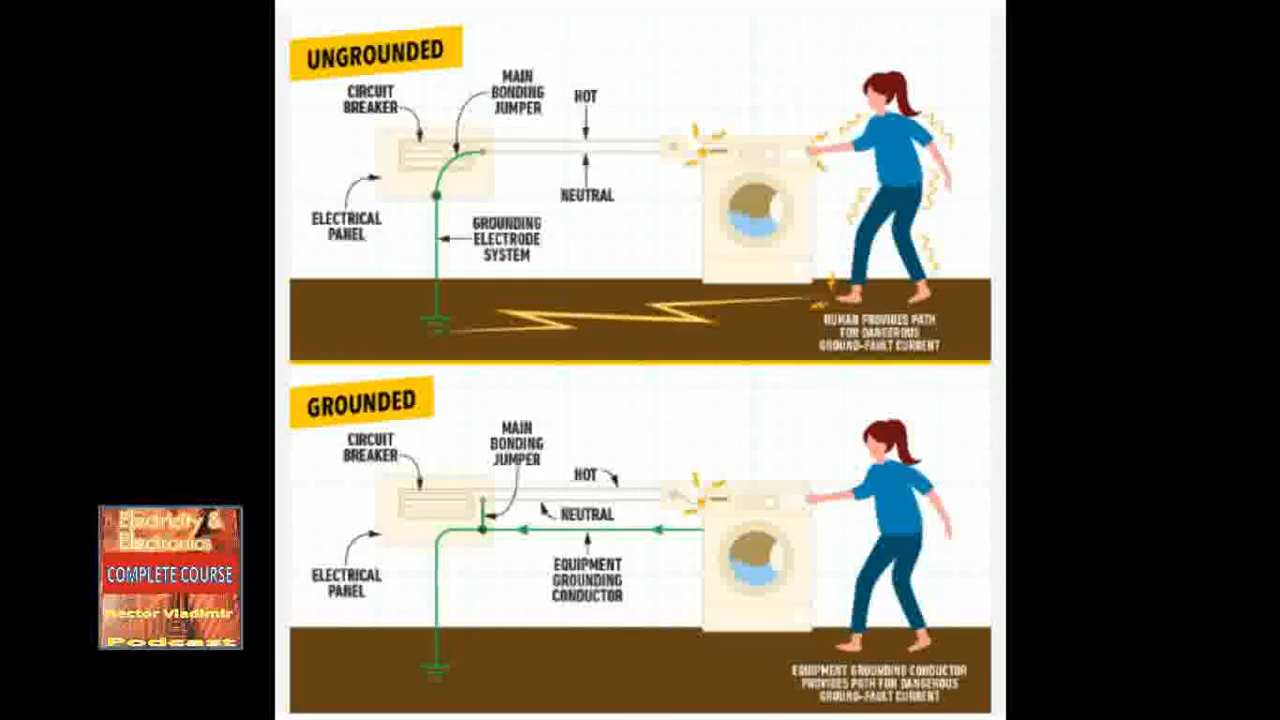 UNGROUNDED
CIRCUIT
BREAKER
MAIN
BONDING
JUMPER
HOT
NEUTRAL
ELECTRICAL
PANEL
GROUNDING
ELECTRODE
SYSTEM
HUMAN PROVIDES PATH
FOR DANGEROUS
GROUND-FAULT CURRENT
GROUNDED
CIRCUIT
BREAKER
MAIN
BONDING
JUMPER
HOT
NEUTRAL
ELECTRICAL
PANEL
EQUIPMENT
GROUNDING
CONDUCTOR
EQUIPMENT GROUNDING CONDUCTOR
PROVIDES PATH FOR DANGEROUS
GROUND-FAULT CURRENT
Electricity &
Electronics
COMPLETE COURSE
Hector Vladimir
Podcast